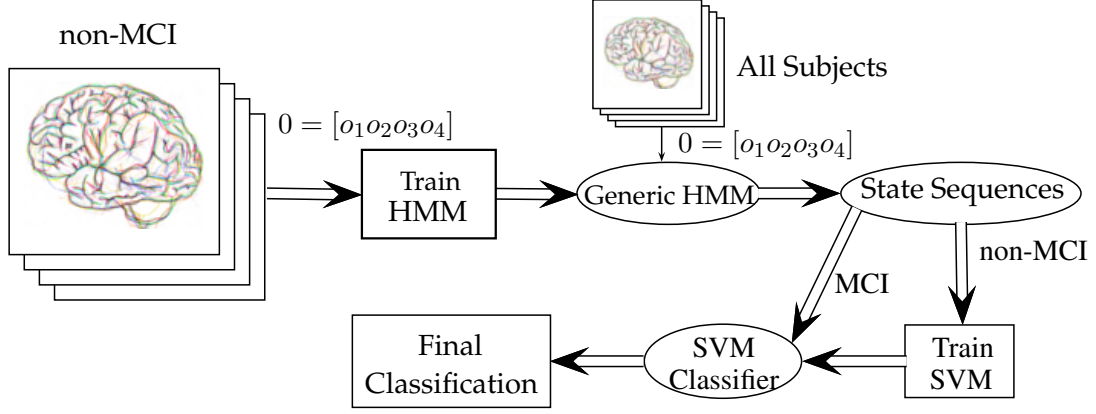 non-MCI
All Subjects
0 = [o₁o₂o₃o₄]
0 = [o₁o₂o₃o₄]
Train
HMM
Generic HMM
State Sequences
non-MCI
MCI
Final
Classification
SVM
Classifier
Train
SVM